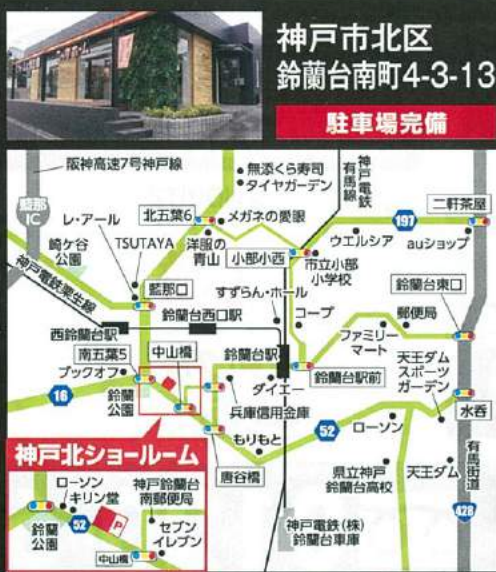 神戸市北区
鈴蘭台南町4-3-13
駐車場完備
阪神高速7号神戸線
藍那
IC
無添くら寿司
タイヤガーデン
神戸電鉄
有馬線
197
二軒茶屋
北五葉6
メガネの愛眼
レ・アール
TSUTAYA
洋服の
青山
小部小西
ウエルシア
auショップ
崎ケ谷
公園
市立小部
小学校
藍那口
すずらん・ホール
鈴蘭台東口
神戸電鉄粟生線
鈴蘭台西口駅
コープ
郵便局
西鈴蘭台駅
ファミリー
マート
天王ダム
スポーツ
ガーデン
南五葉5
中山橋
鈴蘭台駅
鈴蘭台駅前
ブックオフ
ダイエー
水呑
16
鈴蘭
公園
兵庫信用金庫
52
ローソン
もりもと
唐谷橋
県立神戸
鈴蘭台高校
天王ダム
有馬街道
428
神戸電鉄(株)
鈴蘭台車庫
神戸北ショールーム
ローソン
キリン堂
神戸鈴蘭台
南郵便局
52
P
鈴蘭
公園
セブン
イレブン
中山橋